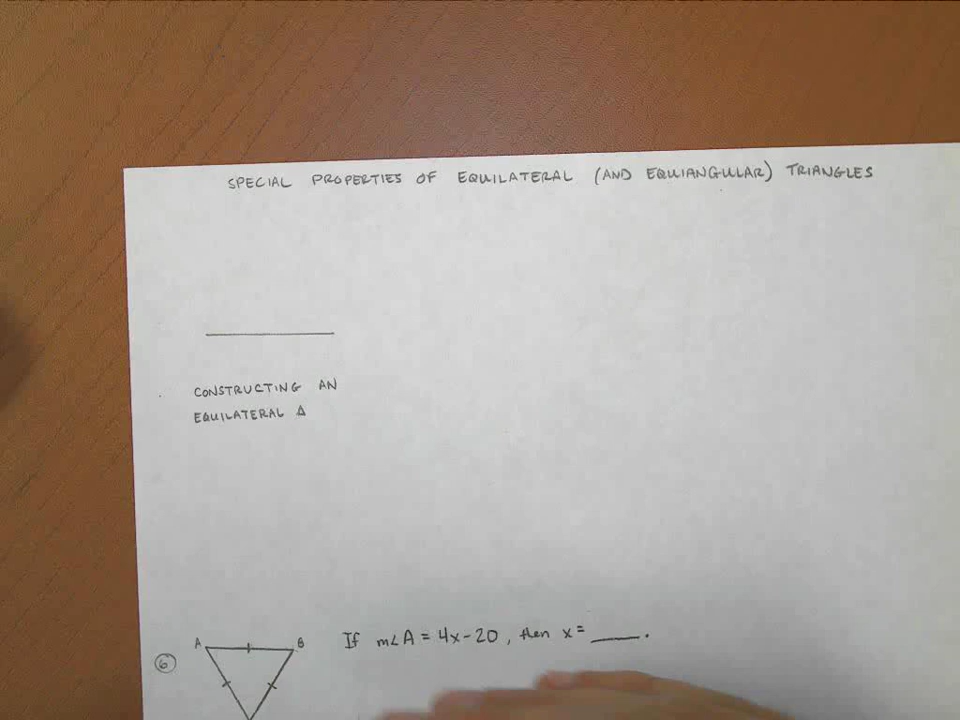 SPECIAL PROPERTIES OF EQUILATERAL (AND EQUIANGULAR) TRIANGLES
CONSTRUCTING AN
EQUILATERAL Δ
A B
6
If m∠A = 4x-20, then x = ____.